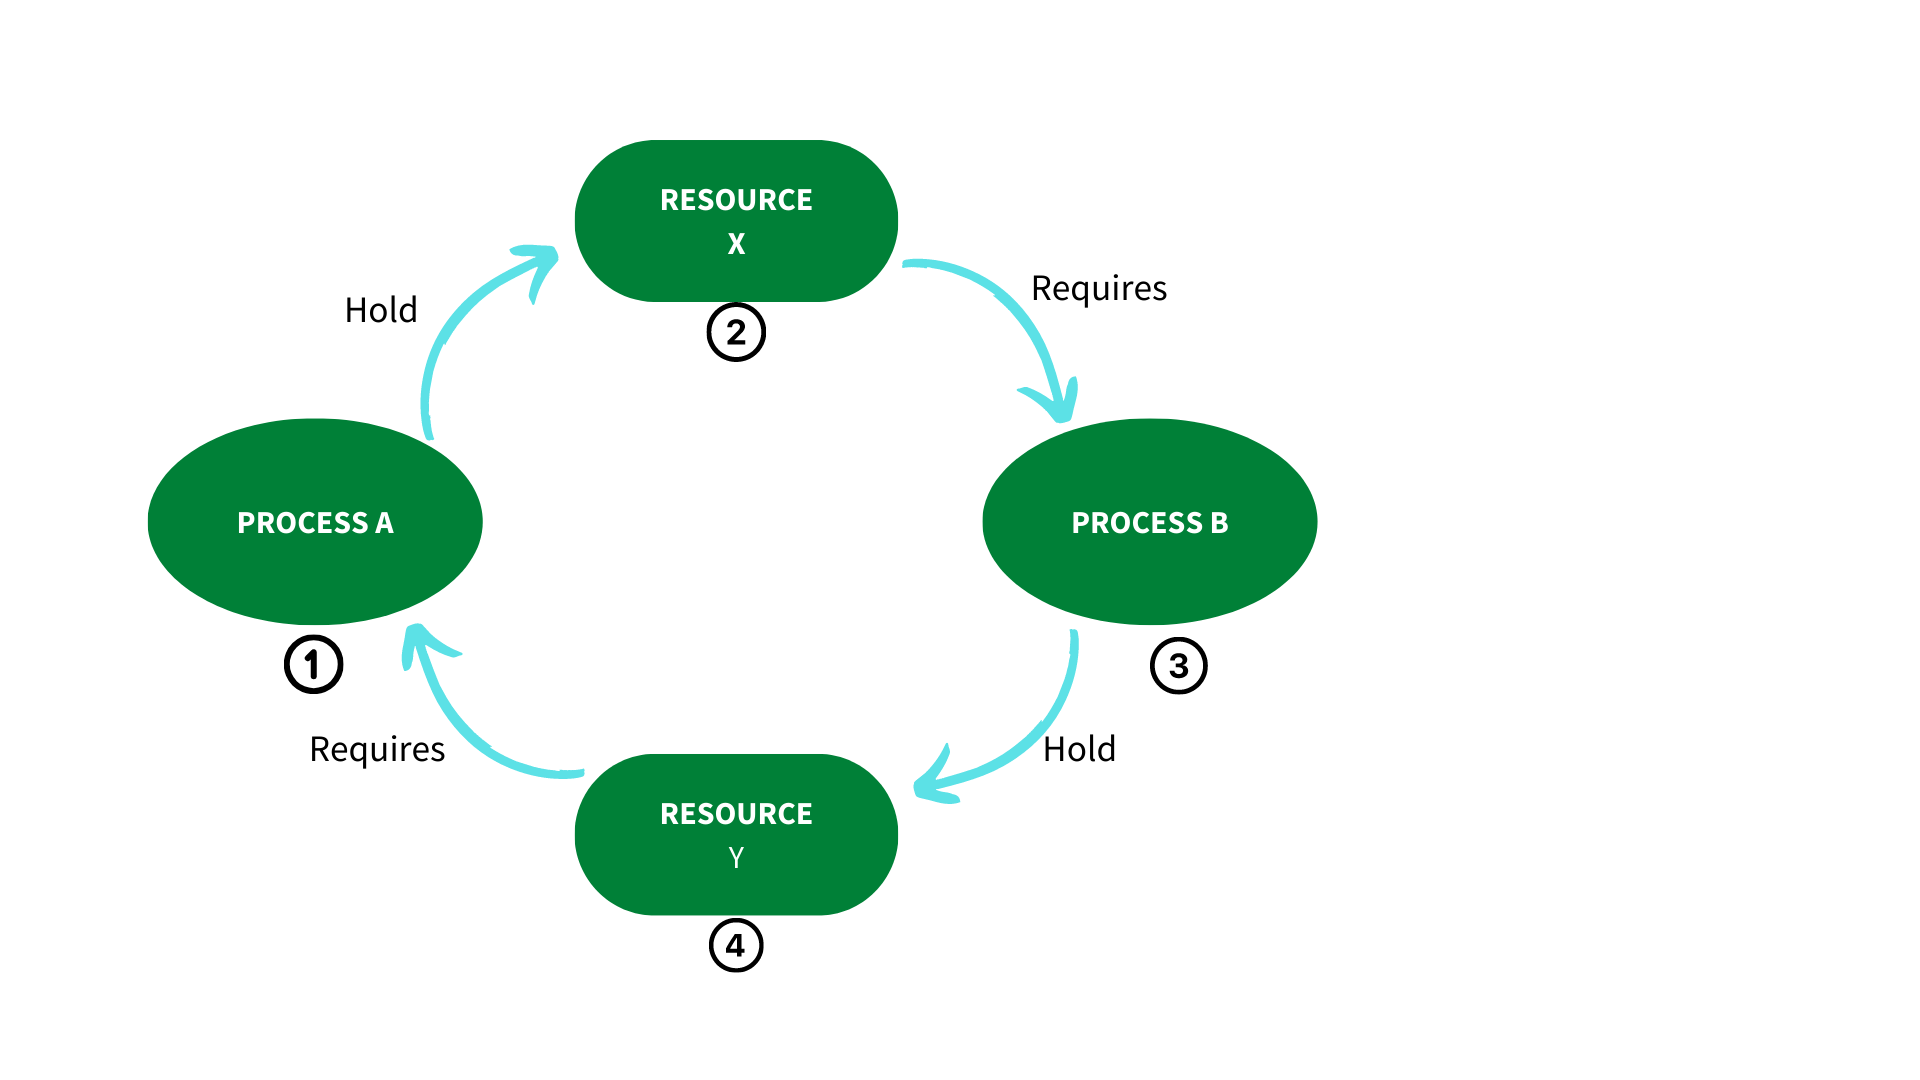 RESOURCE
X
2
Hold
Requires
PROCESS A
1
PROCESS B
3
Requires
Hold
RESOURCE
Y
4